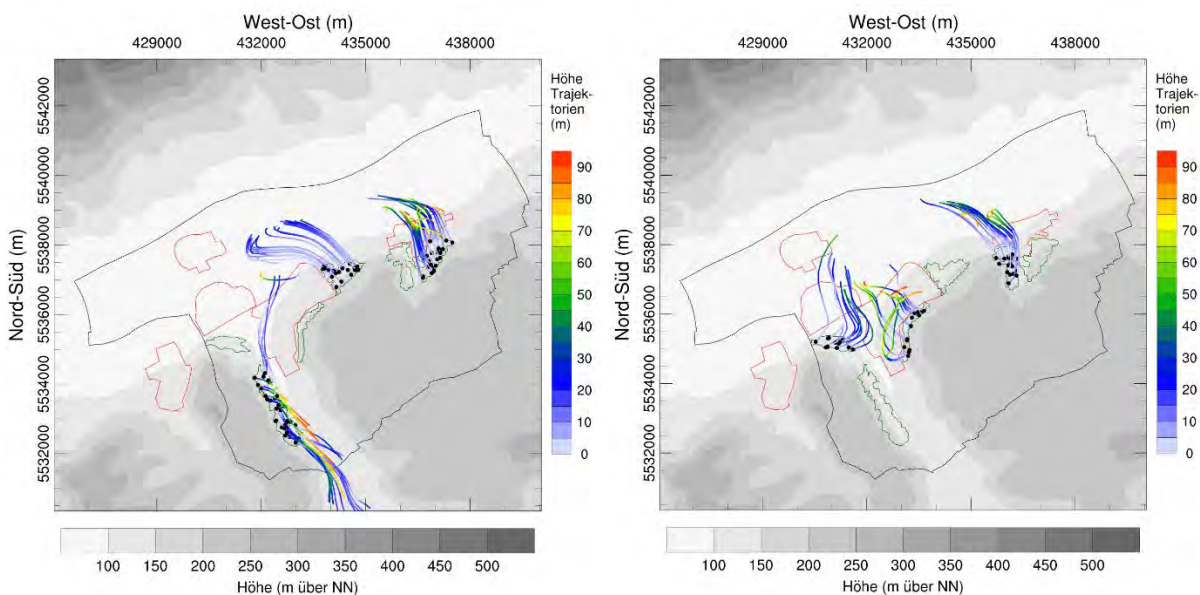 West-Ost (m)
429000 432000 435000 438000
Nord-Süd (m)
5542000
5540000
5538000
5536000
5534000
5532000
Höhe
Trajek-
torien
(m)
90
80
70
60
50
40
30
20
10
0
100 150 200 250 300 350 400 450 500
Höhe (m über NN)
West-Ost (m)
429000 432000 435000 438000
Nord-Süd (m)
5542000
5540000
5538000
5536000
5534000
5532000
Höhe
Trajek-
torien
(m)
90
80
70
60
50
40
30
20
10
0
100 150 200 250 300 350 400 450 500
Höhe (m über NN)